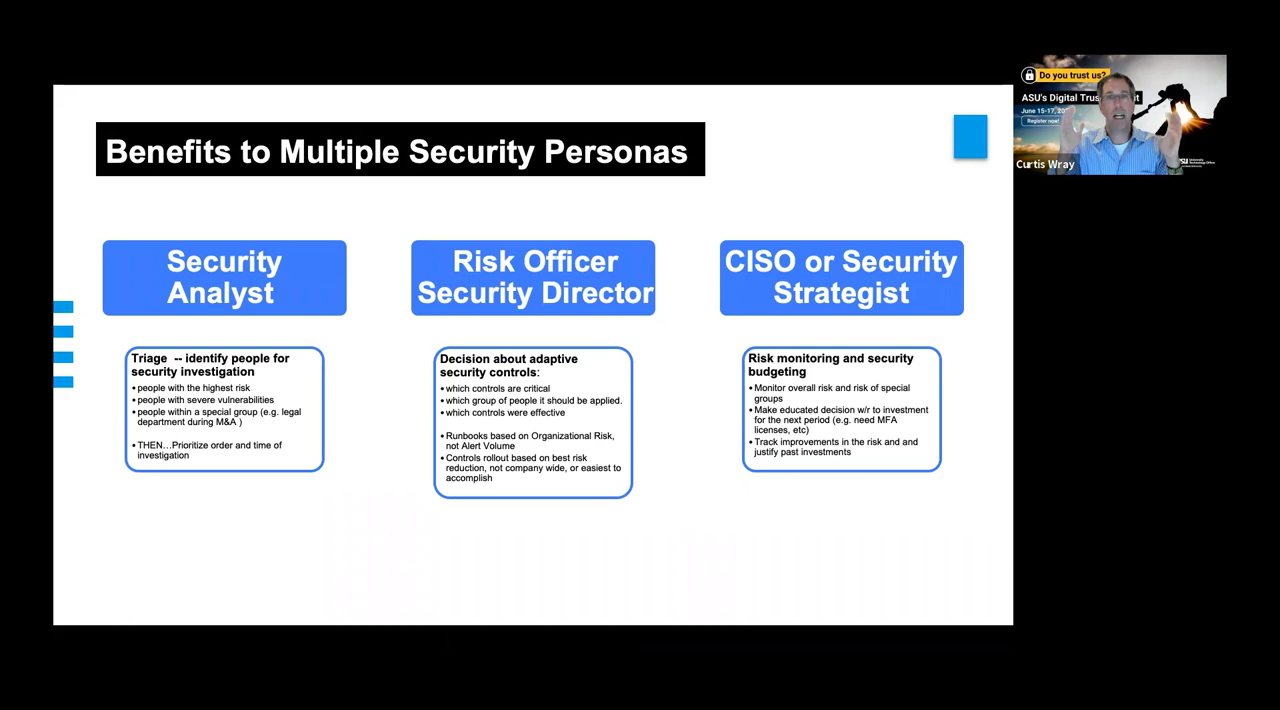 Benefits to Multiple Security Personas
Security
Analyst
Triage -- identify people for
security investigation
• people with the highest risk
• people with severe vulnerabilities
• people within a special group (e.g. legal
department during M&A )
• THEN…Prioritize order and time of
investigation
Risk Officer
Security Director
Decision about adaptive
security controls:
• which controls are critical
• which group of people it should be applied.
• which controls were effective
• Runbooks based on Organizational Risk,
not Alert Volume
• Controls rollout based on best risk
reduction, not company wide, or easiest to
accomplish
CISO or Security
Strategist
Risk monitoring and security
budgeting
• Monitor overall risk and risk of special
groups
• Make educated decision w/r to investment
for the next period (e.g. need MFA
licenses, etc)
• Track improvements in the risk and and
justify past investments
Do you trust us?
ASU's Digital
June 15-17,
Register now!
Curtis Wray